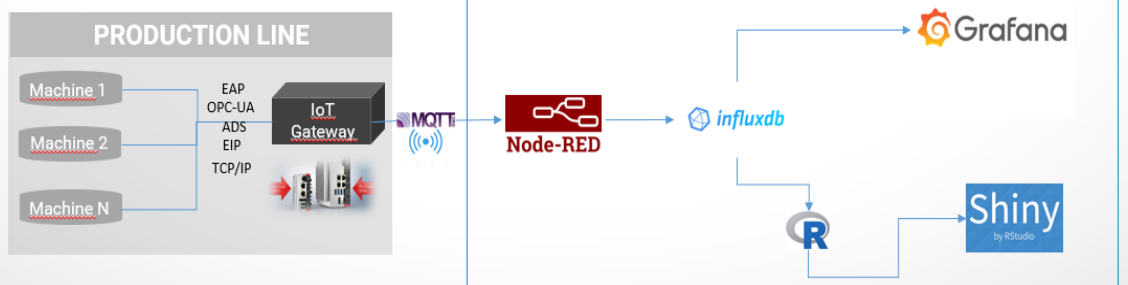 PRODUCTION LINE
Machine 1
Machine 2
Machine N
EAP
OPC-UA
ADS
EIP
TCP/IP
IoT
Gateway
MQTT
Node-RED
influxdb
Grafana
R
Shiny
by RStudio